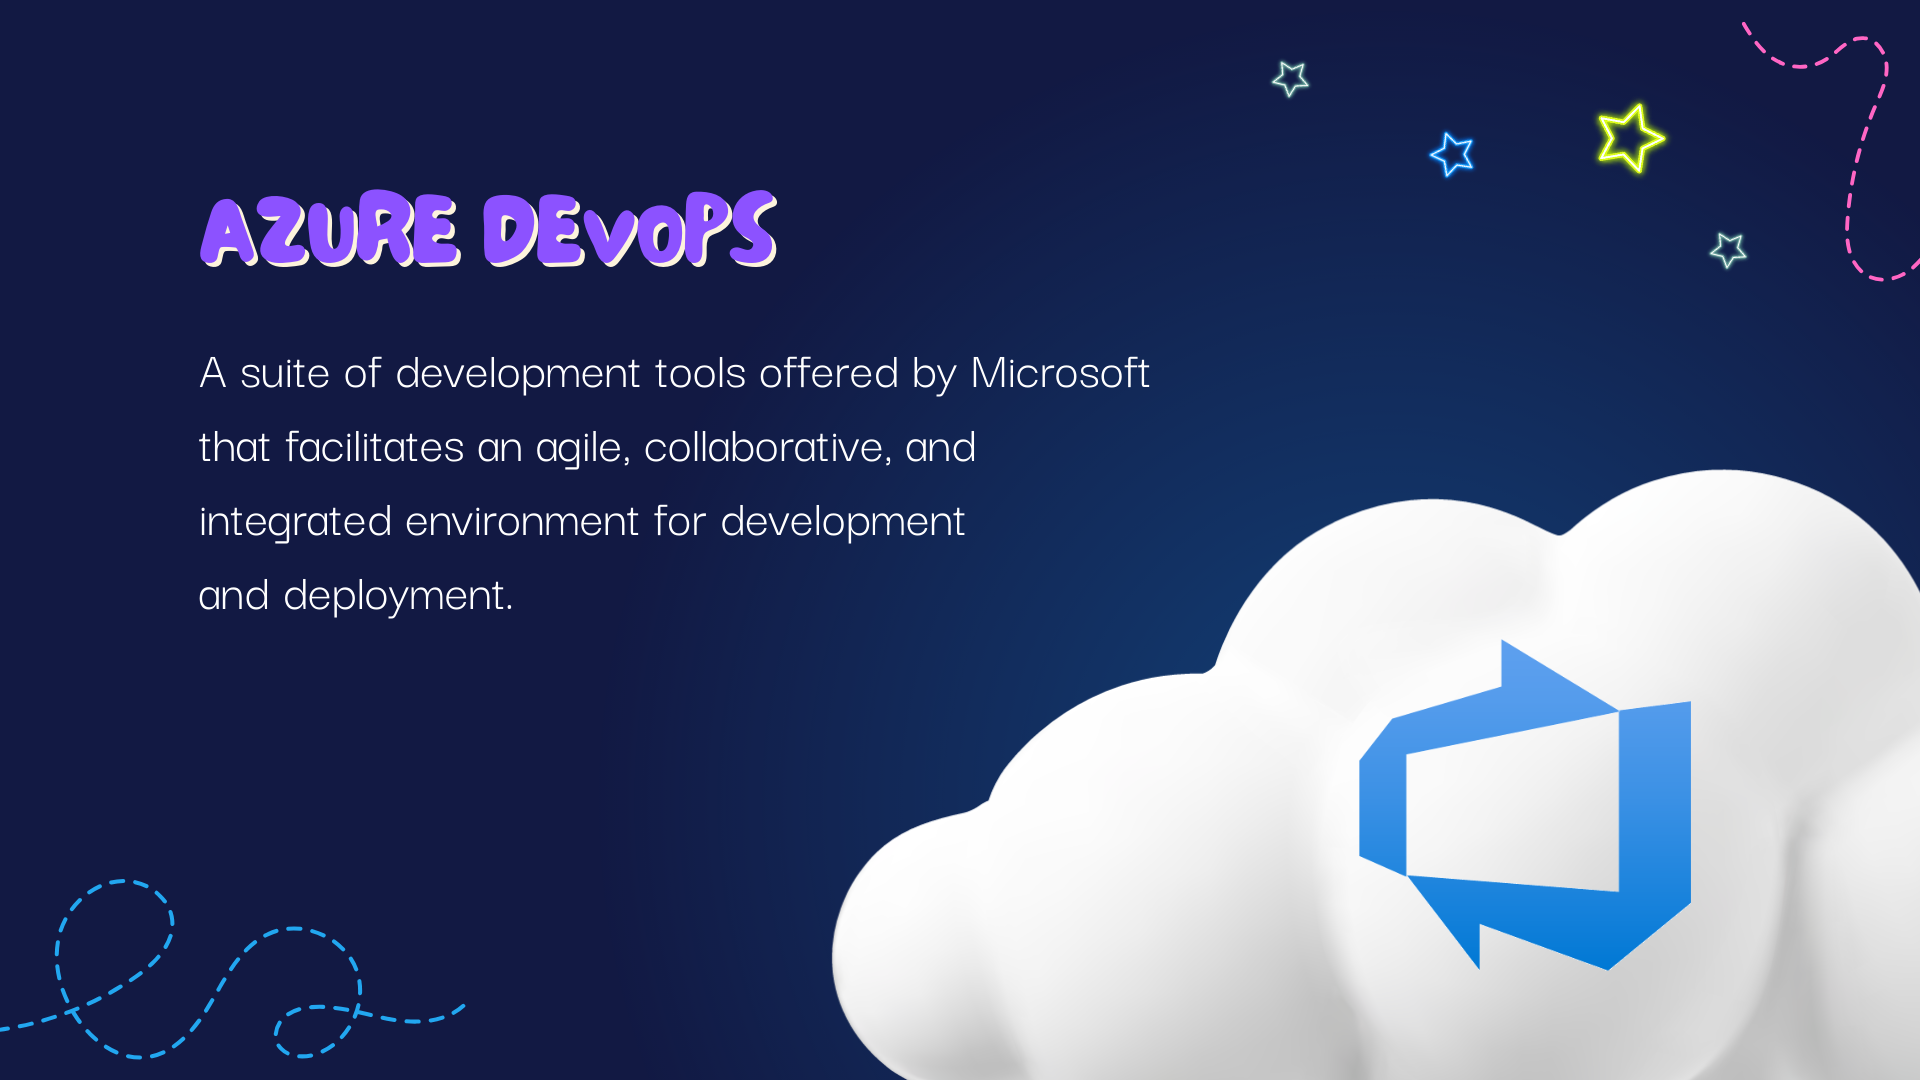 AZURE DEVOPS
A suite of development tools offered by Microsoft
that facilitates an agile, collaborative, and
integrated environment for development
and deployment.